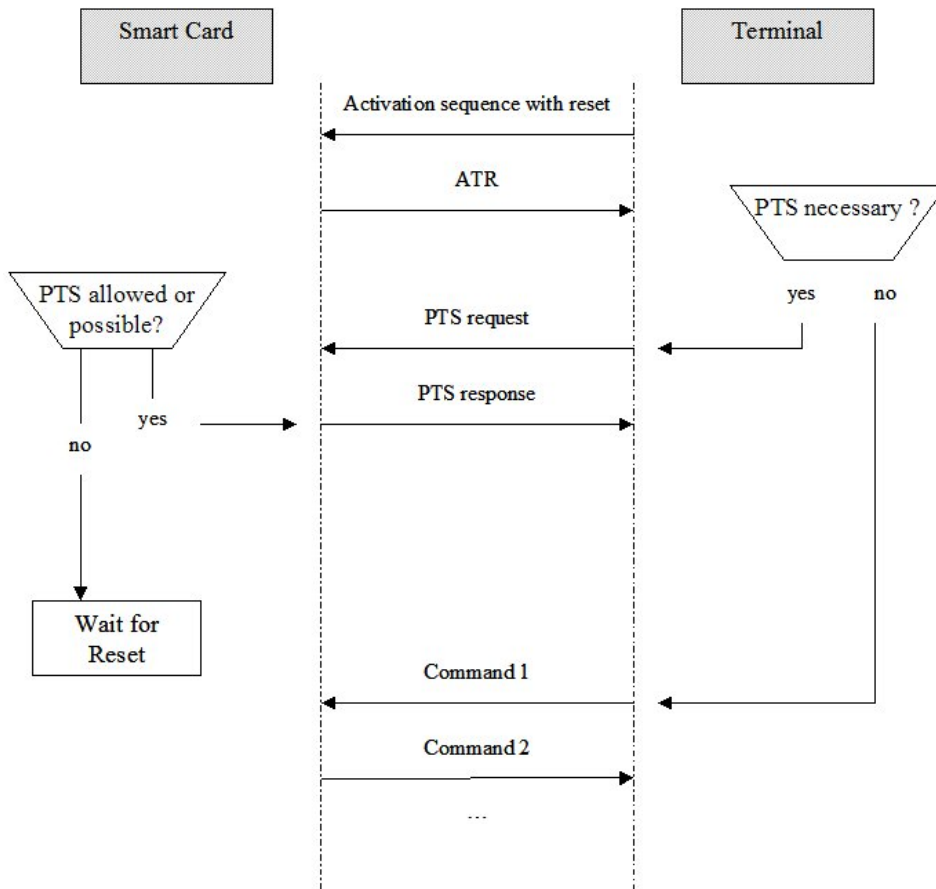 Smart Card
Terminal
Activation sequence with reset
ATR
PTS necessary ?
PTS allowed or
possible?
yes
no
PTS request
PTS response
yes
no
Wait for
Reset
Command 1
Command 2
...